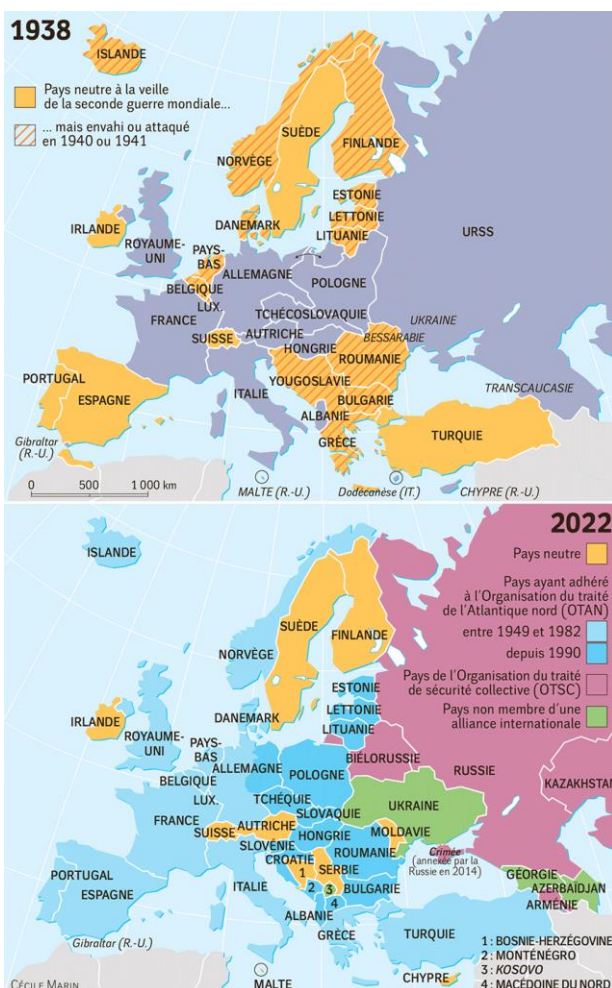 1938
ISLANDE
Pays neutre à la veille
de la seconde guerre mondiale...
... mais envahi ou attaqué
en 1940 ou 1941
SUÈDE
FINLANDE
NORVÈGE
ESTONIE
LETTONIE
LITUANIE
IRLANDE
DANEMARK
ROYAUME-
UNI
PAYS-
BAS
URSS
ALLEMAGNE
POLOGNE
BELGIQUE
LUX.
TCHÉCOSLOVAQUIE
UKRAINE
FRANCE
AUTRICHE
BESSARABIE
SUISSE
HONGRIE
ROUMANIE
YOUGOSLAVIE
PORTUGAL
ESPAGNE
ITALIE
BULGARIE
TRANSCAUCASIE
ALBANIE
GRÈCE
TURQUIE
Gibraltar
(R.-U.)
0 500 1 000 km
MALTE (R.-U.)
Dodécanèse (IT.)
CHYPRE (R.-U.)
2022
ISLANDE
Pays neutre
Pays ayant adhéré
à l'Organisation du traité
de l'Atlantique nord (OTAN)
entre 1949 et 1982
depuis 1990
Pays de l'Organisation du traité
de sécurité collective (OTSC)
Pays non membre d'une
alliance internationale
SUÈDE
FINLANDE
NORVÈGE
ESTONIE
LETTONIE
LITUANIE
IRLANDE
DANEMARK
ROYAUME-
UNI
PAYS-
BAS
BIÉLORUSSIE
RUSSIE
ALLEMAGNE
POLOGNE
BELGIQUE
KAZAKHSTAN
LUX.
TCHÉQUIE
UKRAINE
SLOVAQUIE
FRANCE
AUTRICHE
SUISSE
HONGRIE
MOLDAVIE
SLOVÉNIE
ROUMANIE
Crimée
(annexée par la
Russie en 2014)
CROATIE
1
SERBIE
PORTUGAL
ESPAGNE
ITALIE
2
3
BULGARIE
4
GÉORGIE
AZERBAÏDJAN
ARMÉNIE
ALBANIE
GRÈCE
TURQUIE
Gibraltar (R.-U.)
1 : BOSNIE-HERZÉGOVINE
2 : MONTÉNÉGRO
3 : KOSOVO
4 : MACÉDOINE DU NORD
CÉCILE MARIN
MALTE
CHYPRE